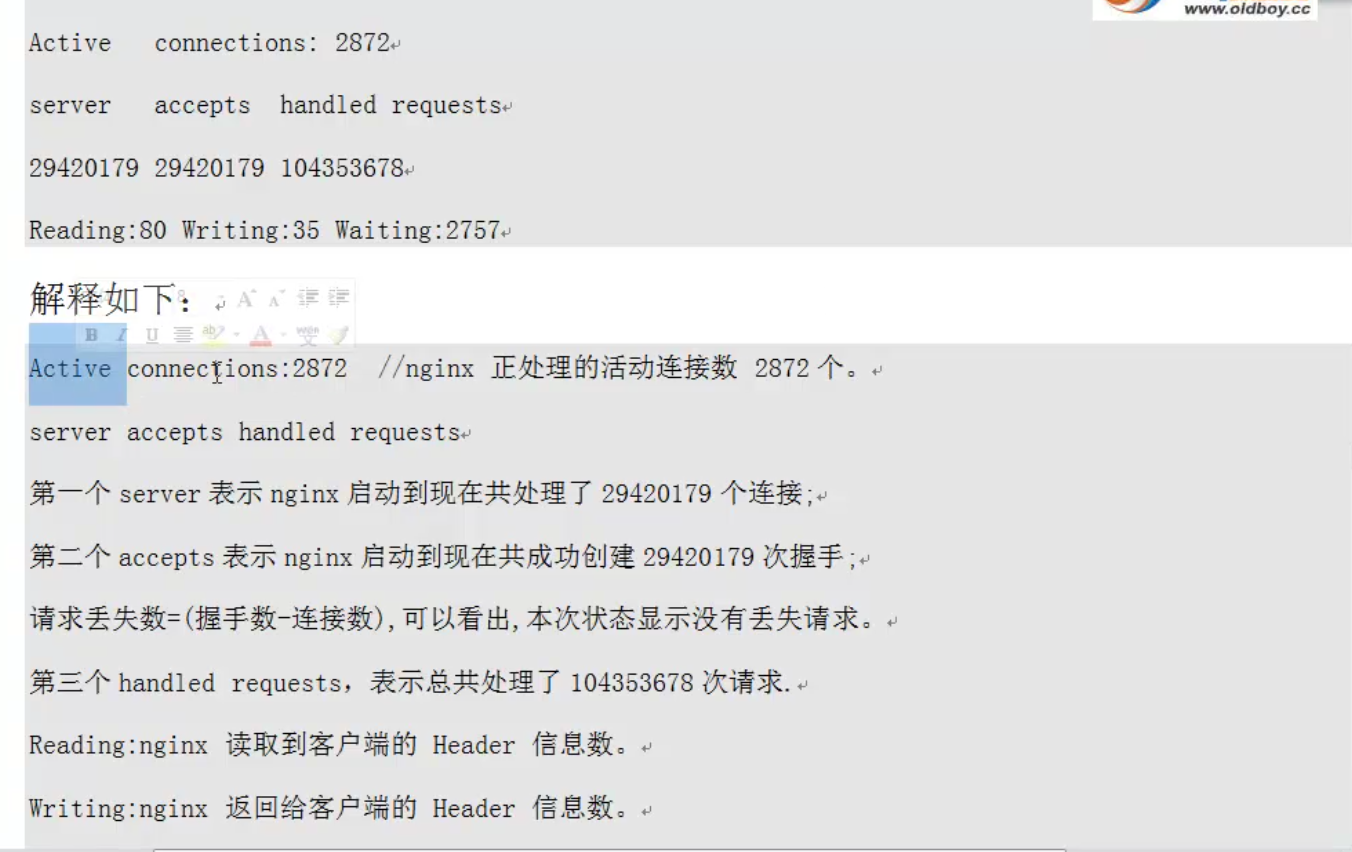 www.oldboy.cc
Active connections: 2872
server accepts handled requests
29420179 29420179 104353678
Reading:80 Writing:35 Waiting:2757
解释如下：
Active connections:2872 //nginx 正处理的活动连接数 2872个。
server accepts handled requests
第一个 server 表示 nginx 启动到现在共处理了 29420179 个连接;
第二个 accepts 表示 nginx 启动到现在共成功创建 29420179 次握手;
请求丢失数=(握手数-连接数),可以看出,本次状态显示没有丢失请求。
第三个 handled requests，表示总共处理了 104353678 次请求.
Reading:nginx 读取到客户端的 Header 信息数。
Writing:nginx 返回给客户端的 Header 信息数。